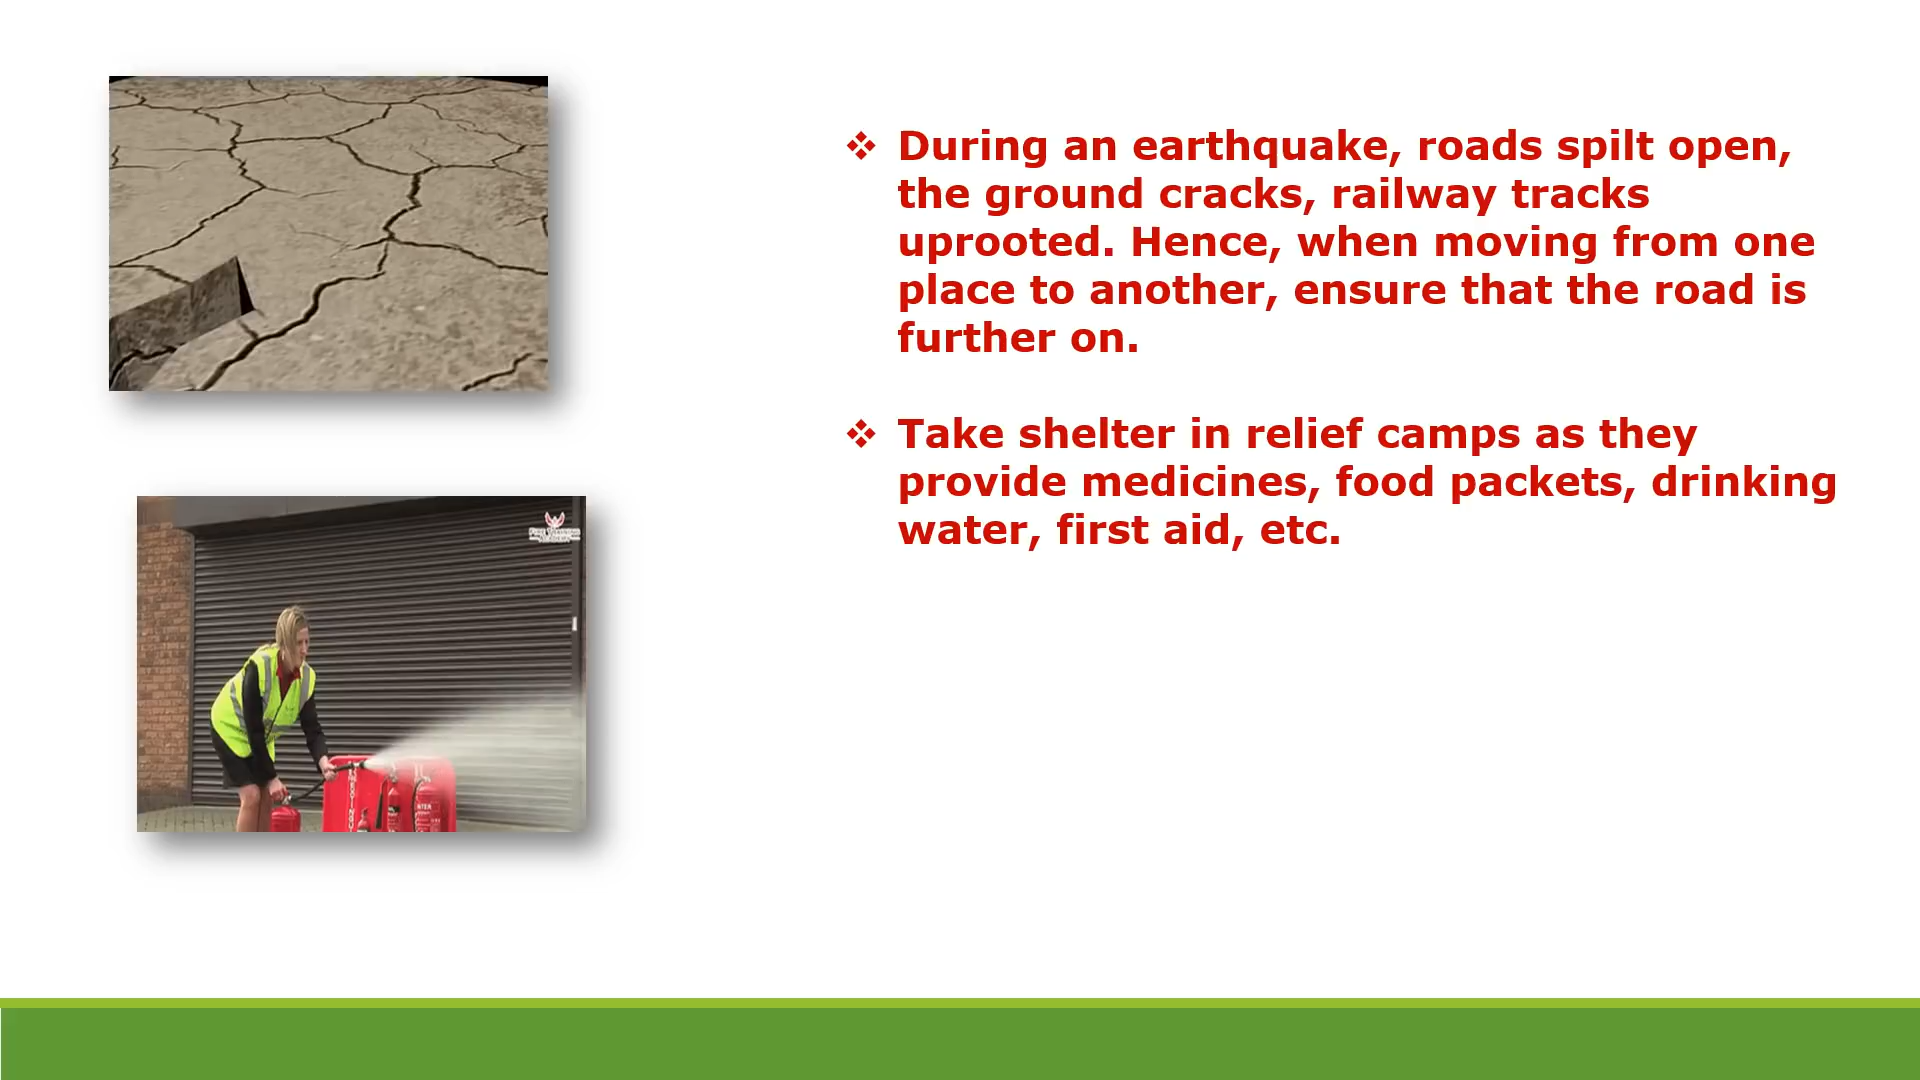 ❖ During an earthquake, roads spilt open,
the ground cracks, railway tracks
uprooted. Hence, when moving from one
place to another, ensure that the road is
further on.
❖ Take shelter in relief camps as they
provide medicines, food packets, drinking
water, first aid, etc.